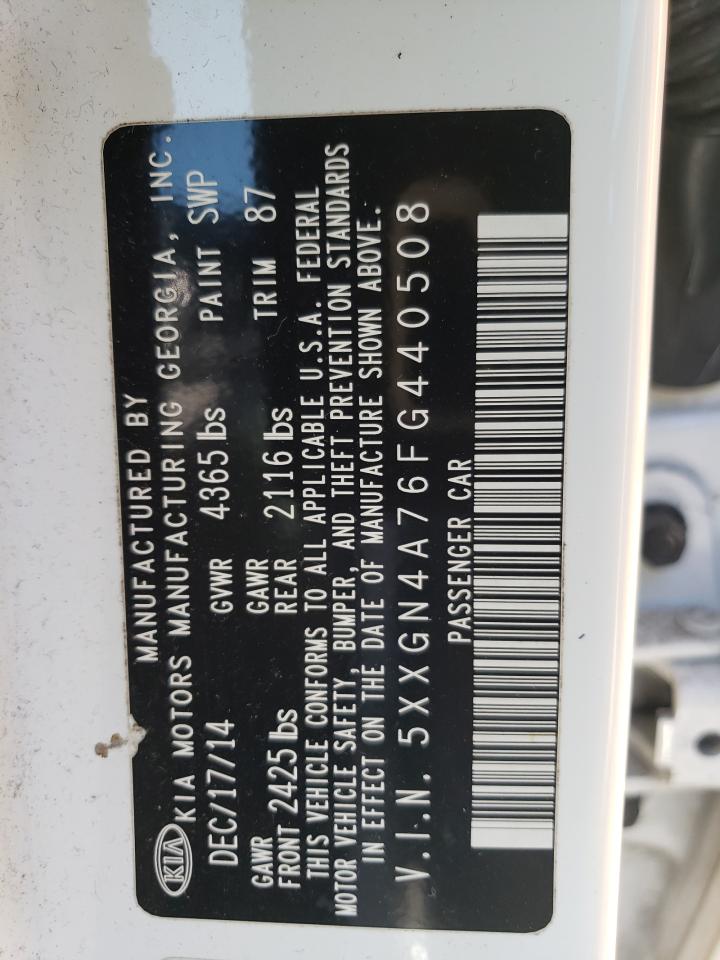 MANUFACTURED BY
KIA KIA MOTORS MANUFACTURING GEORGIA, INC.
DEC/17/14 GVWR 4365 lbs PAINT SWP
GAWR FRONT 2425 lbs GAWR REAR 2116 lbs TRIM 87
THIS VEHICLE CONFORMS TO ALL APPLICABLE U.S.A. FEDERAL
MOTOR VEHICLE SAFETY, BUMPER, AND THEFT PREVENTION STANDARDS
IN EFFECT ON THE DATE OF MANUFACTURE SHOWN ABOVE.
V.I.N. 5XXGN4A76FG440508
PASSENGER CAR